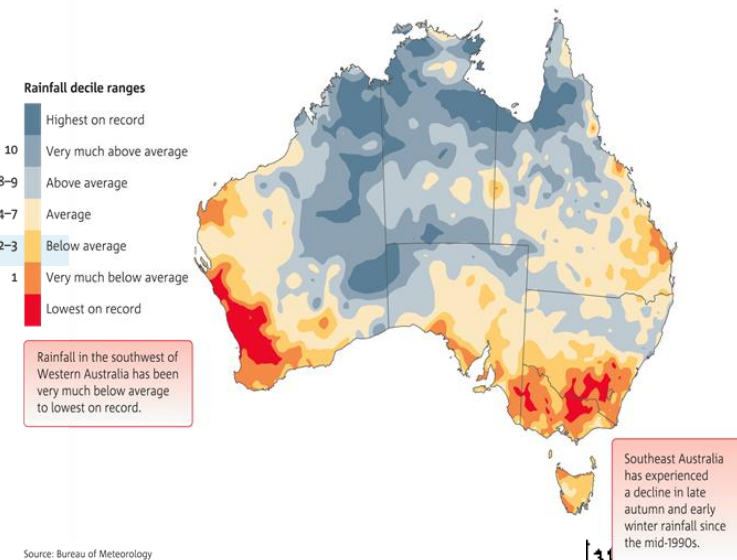 Rainfall decile ranges
Highest on record
10 Very much above average
8–9 Above average
4–7 Average
2–3 Below average
1 Very much below average
Lowest on record
Rainfall in the southwest of
Western Australia has been
very much below average
to lowest on record.
Southeast Australia
has experienced
a decline in late
autumn and early
winter rainfall since
the mid-1990s.
Source: Bureau of Meteorology